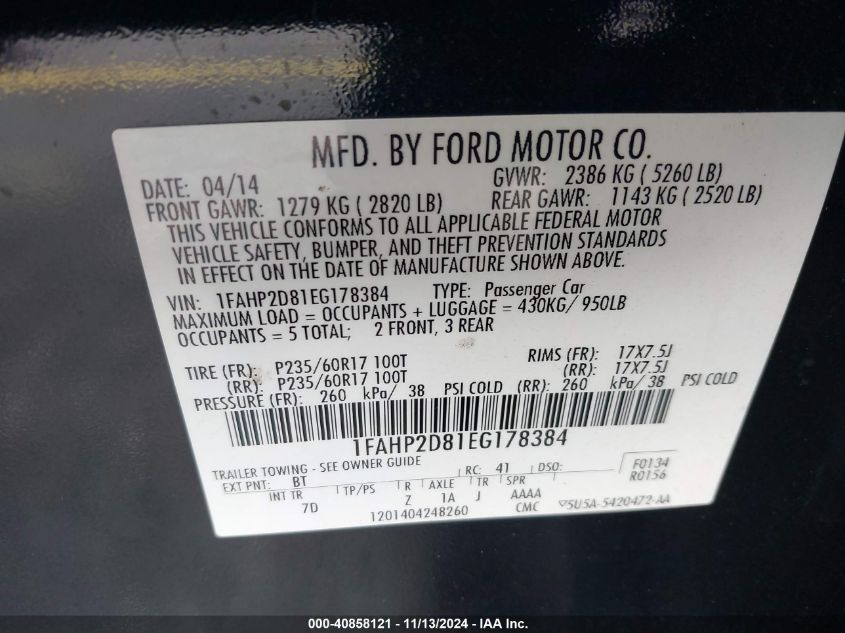 MFD. BY FORD MOTOR CO.
DATE: 04/14 GVWR: 2386 KG ( 5260 LB)
FRONT GAWR: 1279 KG ( 2820 LB) REAR GAWR: 1143 KG ( 2520 LB)
THIS VEHICLE CONFORMS TO ALL APPLICABLE FEDERAL MOTOR
VEHICLE SAFETY, BUMPER, AND THEFT PREVENTION STANDARDS
IN EFFECT ON THE DATE OF MANUFACTURE SHOWN ABOVE.
VIN: 1FAHP2D81EG178384 TYPE: Passenger Car
MAXIMUM LOAD = OCCUPANTS + LUGGAGE = 430KG/ 950LB
OCCUPANTS = 5 TOTAL; 2 FRONT, 3 REAR
TIRE (FR): P235/60R17 100T RIMS (FR): 17X7.5J
(RR): P235/60R17 100T (RR): 17X7.5J
PRESSURE (FR): 260 kPa/ 38 PSI COLD (RR): 260 kPa/ 38 PSI COLD
1FAHP2D81EG178384
TRAILER TOWING - SEE OWNER GUIDE
EXT PNT: BT RC: 41 DSO: F0134
R0156
INT TR TP/PS R AXLE TR SPR
7D Z 1A J AAAA
1201404248260 CMC 5U5A-5420472-AA
000-40858121 - 11/13/2024 - IAA Inc.